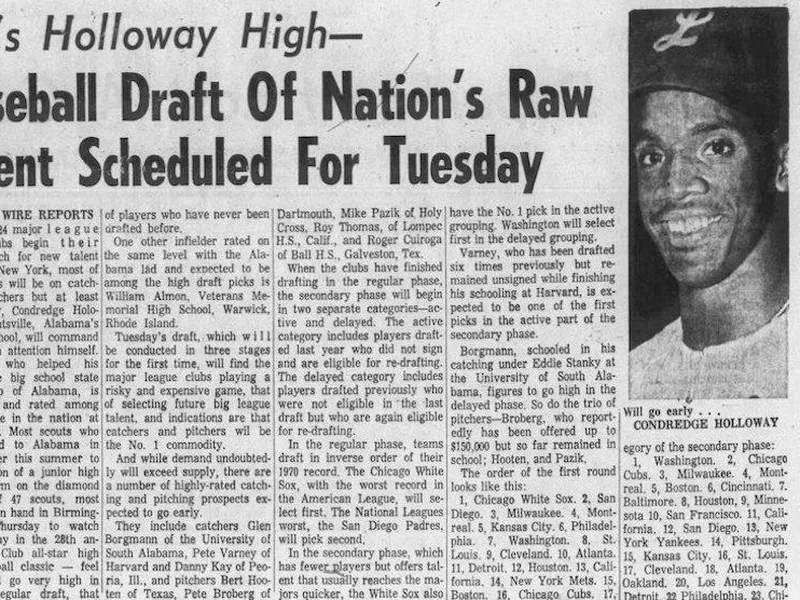 's Holloway High—
seball Draft Of Nation's Raw
ent Scheduled For Tuesday
WIRE REPORTS
24 major league
ubs begin their
ch for new talent
New York, most of
s will be on catch-
chers but at least
, Condredge Hollo-
ntsville, Alabama's
hool, will command
attention himself.
who helped his
big school state
of Alabama, is
and rated among
e in the nation at
Most scouts who
d to Alabama in
er this summer to
on of a junior high
m on the diamond
f 47 scouts, most
n hand in Birming-
Thursday to watch
ay in the 28th an-
Club all-star high
ball classic — feel
go very high in
egular draft, that
of players who have never been
drafted before.
One other infielder rated on
the same level with the Ala-
bama lad and expected to be
among the high draft picks is
William Almon, Veterans Me-
morial High School, Warwick,
Rhode Island.
Tuesday's draft, which will
be conducted in three stages
for the first time, will find the
major league clubs playing a
risky and expensive game, that
of selecting future big league
talent, and indications are that
catchers and pitchers will be
the No. 1 commodity.
And while demand undoubted-
ly will exceed supply, there are
a number of highly-rated catch-
ing and pitching prospects ex-
pected to go early.
They include catchers Glen
Borgmann of the University of
South Alabama, Pete Varney of
Harvard and Danny Kay of Peo-
ria, Ill., and pitchers Bert Hoo-
ten of Texas, Pete Broberg of
Dartmouth, Mike Pazik of Holy
Cross, Roy Thomas, of Lompec
H.S., Calif., and Roger Cuiroga
of Ball H.S., Galveston, Tex.
When the clubs have finished
drafting in the regular phase,
the secondary phase will begin
in two separate categories—ac-
tive and delayed. The active
category includes players draft-
ed last year who did not sign
and are eligible for re-drafting.
The delayed category includes
players drafted previously who
were not eligible in the last
draft but who are again eligible
for re-drafting.
In the regular phase, teams
draft in inverse order of their
1970 record. The Chicago White
Sox, with the worst record in
the American League, will se-
lect first. The National Leagues
worst, the San Diego Padres,
will pick second.
In the secondary phase, which
has fewer players but offers tal-
ent that usually reaches the ma-
jors quicker, the White Sox also
have the No. 1 pick in the active
grouping. Washington will select
first in the delayed grouping.
Varney, who has been drafted
six times previously but re-
mained unsigned while finishing
his schooling at Harvard, is ex-
pected to be one of the first
picks in the active part of the
secondary phase.
Borgmann, schooled in his
catching under Eddie Stanky at
the University of South Ala-
bama, figures to go high in the
delayed phase. So do the trio of
pitchers—Broberg, who report-
edly has been offered up to
$150,000 but so far remained in
school; Hooten, and Pazik.
The order of the first round
looks like this:
1, Chicago White Sox. 2, San
Diego. 3, Milwaukee. 4, Mont-
real. 5, Kansas City. 6, Philadel-
phia. 7, Washington. 8, St.
Louis. 9, Cleveland. 10, Atlanta.
11, Detroit. 12, Houston. 13, Cali-
fornia. 14, New York Mets. 15,
Boston. 16, Chicago Cubs. 17,
L
Will go early . . .
CONDREDGE HOLLOWAY
egory of the secondary phase:
1, Washington. 2, Chicago
Cubs. 3, Milwaukee. 4, Mont-
real. 5, Boston. 6, Cincinnati. 7.
Baltimore. 8, Houston, 9, Minne-
sota 10, San Francisco. 11, Cali-
fornia. 12, San Diego. 13, New
York Yankees. 14, Pittsburgh.
15, Kansas City. 16, St. Louis.
17, Cleveland. 18, Atlanta. 19,
Oakland. 20, Los Angeles. 21,
Detroit. 22 Philadelphia. 23, Chi-